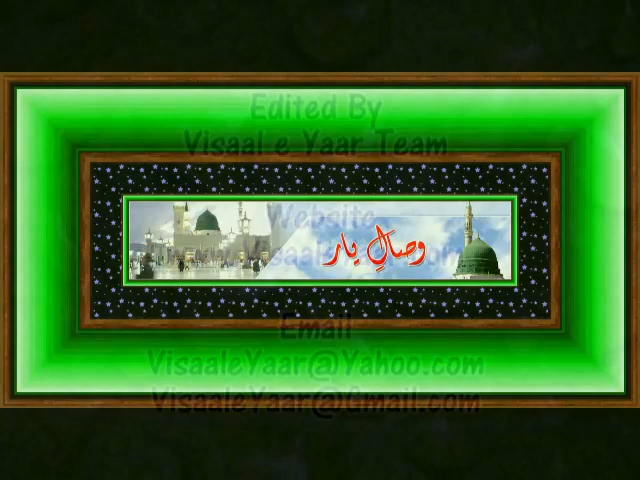 Edited By
Visaal e Yaar Team
Website
وصالِ یار
Email
VisaaleYaar@Yahoo.com
VisaaleYaar@Gmail.com